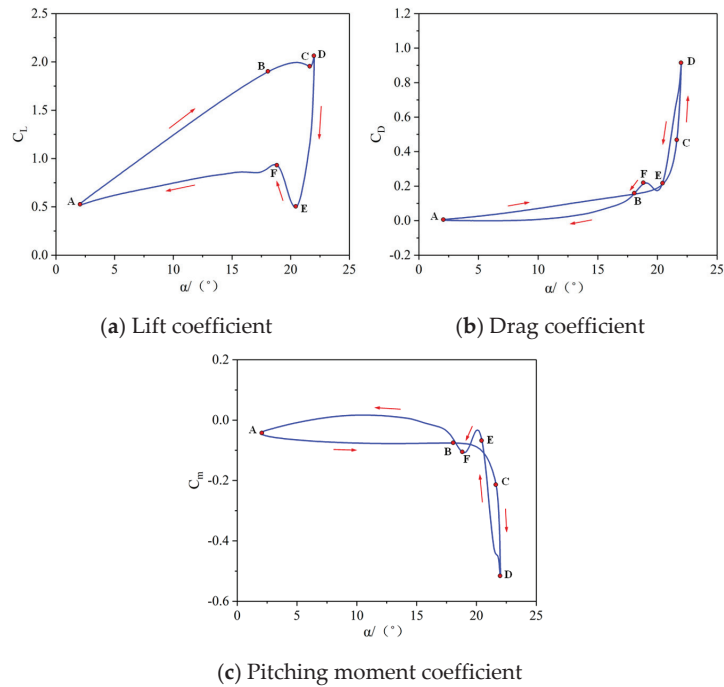 2.5
2.0
1.5
1.0
0.5
0.0
C_L
A
B
C
D
E
F
0 5 10 15 20 25
α/（°）
(a) Lift coefficient
1.2
1.0
0.8
0.6
0.4
0.2
0.0
-0.2
C_D
A
B
C
D
E
F
0 5 10 15 20 25
α/（°）
(b) Drag coefficient
0.2
0.0
-0.2
-0.4
-0.6
C_m
A
B
C
D
E
F
0 5 10 15 20 25
α/（°）
(c) Pitching moment coefficient